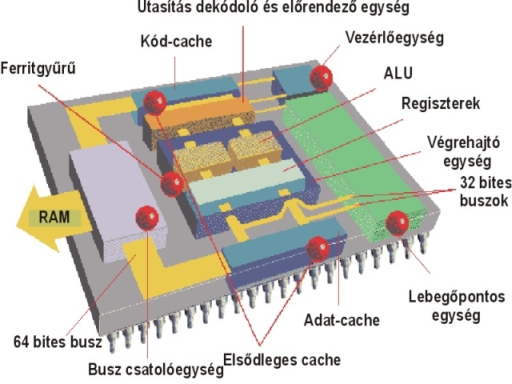 Utasítás dekódoló és előrendező egység
Kód-cache
Vezérlőegység
Ferritgyűrű
ALU
Regiszterek
Végrehajtó
egység
32 bites
buszok
RAM
Lebegőpontos
egység
Adat-cache
64 bites busz
Elsődleges cache
Busz csatolóegység